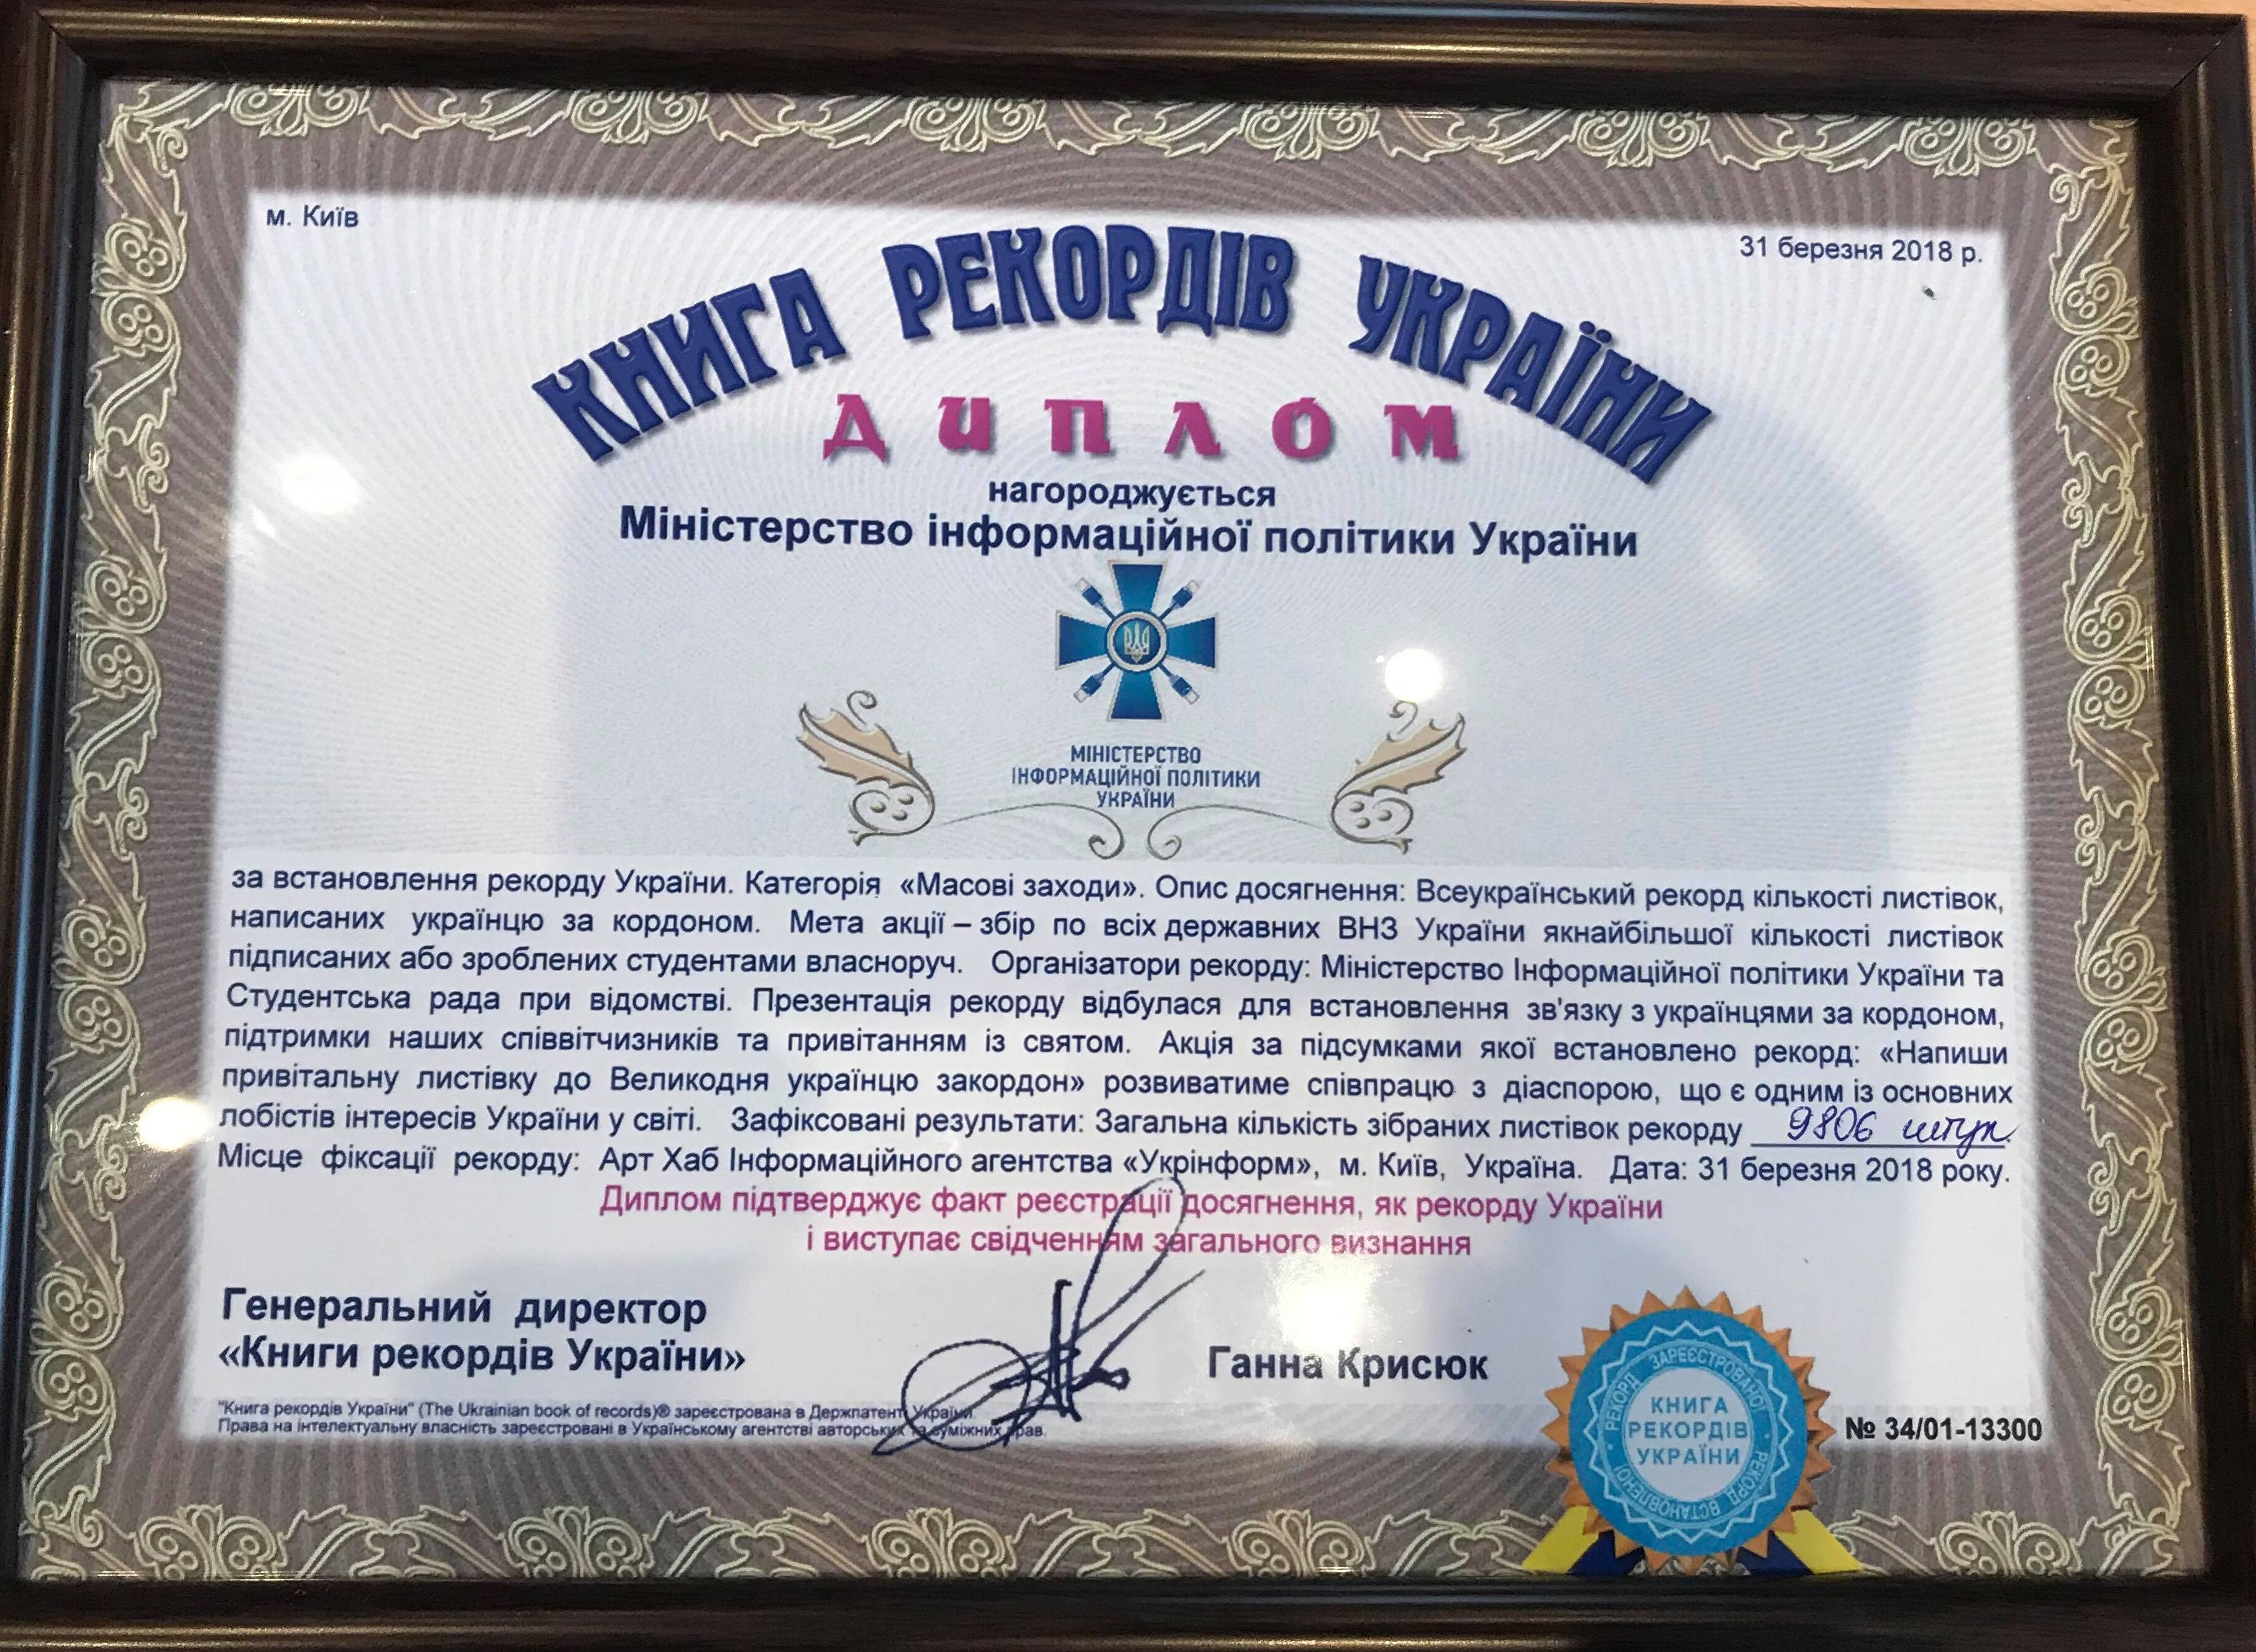 м. Київ
31 березня 2018 р.
КНИГА РЕКОРДІВ УКРАЇНИ
ДИПЛОМ
нагороджується
Міністерство інформаційної політики України
МІНІСТЕРСТВО
ІНФОРМАЦІЙНОЇ ПОЛІТИКИ
УКРАЇНИ
за встановлення рекорду України. Категорія «Масові заходи». Опис досягнення: Всеукраїнський рекорд кількості листівок,
написаних українцю за кордоном. Мета акції – збір по всіх державних ВНЗ України якнайбільшої кількості листівок
підписаних або зроблених студентами власноруч. Організатори рекорду: Міністерство Інформаційної політики України та
Студентська рада при відомстві. Презентація рекорду відбулася для встановлення зв'язку з українцями за кордоном,
підтримки наших співвітчизників та привітанням із святом. Акція за підсумками якої встановлено рекорд: «Напиши
привітальну листівку до Великодня українцю закордон» розвиватиме співпрацю з діаспорою, що є одним із основних
лобістів інтересів України у світі. Зафіксовані результати: Загальна кількість зібраних листівок рекорду 9806 штук.
Місце фіксації рекорду: Арт Хаб Інформаційного агентства «Укрінформ», м. Київ, Україна. Дата: 31 березня 2018 року.
Диплом підтверджує факт реєстрації досягнення, як рекорду України
і виступає свідченням загального визнання
Генеральний директор
«Книги рекордів України»
Ганна Крисюк
"Книга рекордів України" (The Ukrainian book of records)® зареєстрована в Держпатенті України.
Права на інтелектуальну власність зареєстровані в Українському агентстві авторських та суміжних прав.
РЕКОРД ЗАРЕЄСТРОВАНО!
КНИГА
РЕКОРДІВ
УКРАЇНИ
РЕКОРД ВСТАНОВЛЕНО!
№ 34/01-13300